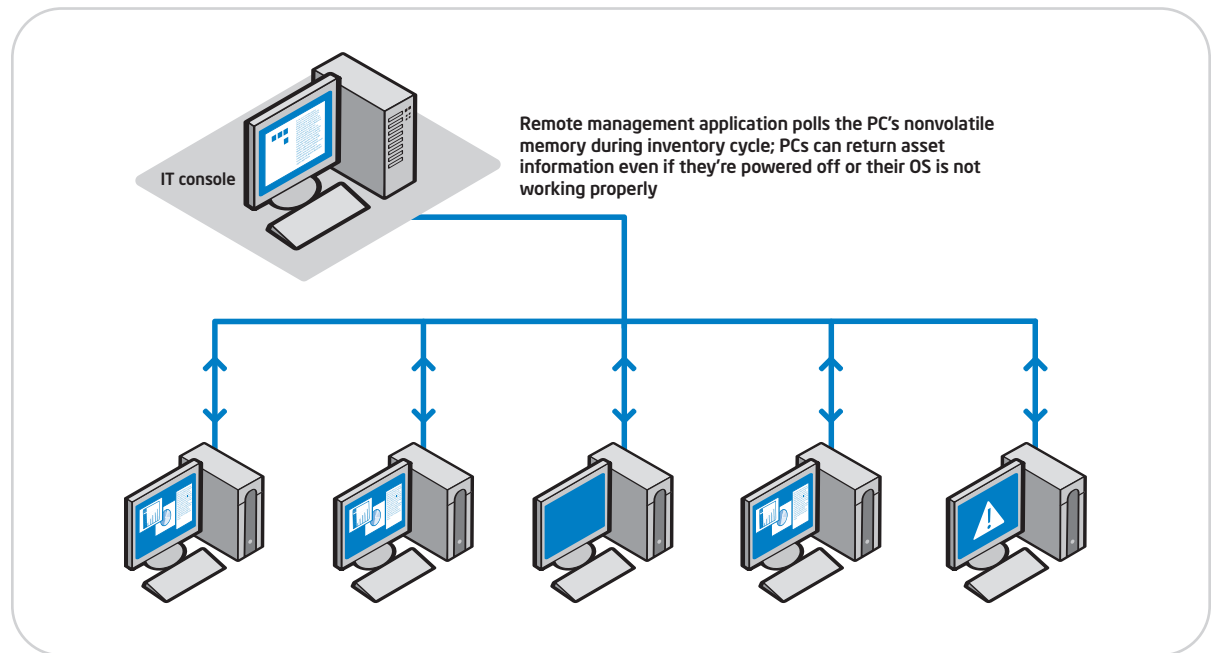 Remote management application polls the PC's nonvolatile
memory during inventory cycle; PCs can return asset
information even if they're powered off or their OS is not
working properly
IT console